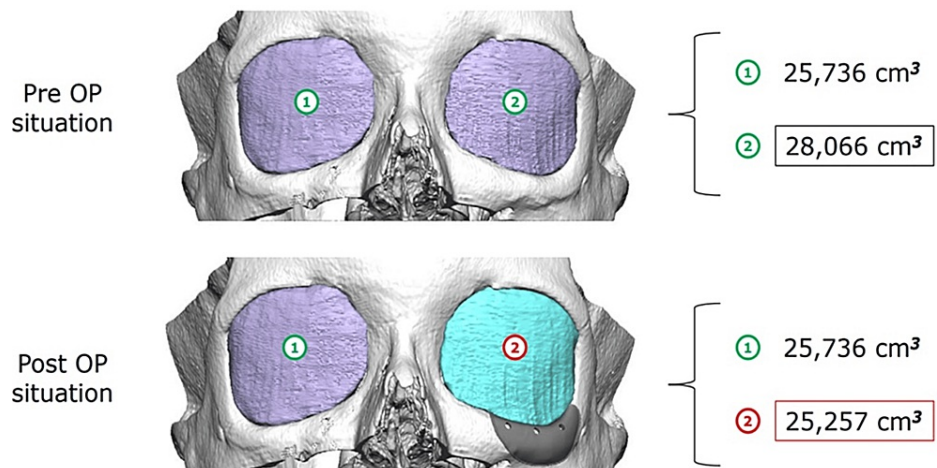 Pre OP
situation
1
2
1 25,736 cm³
2 28,066 cm³
Post OP
situation
1
2
1 25,736 cm³
2 25,257 cm³